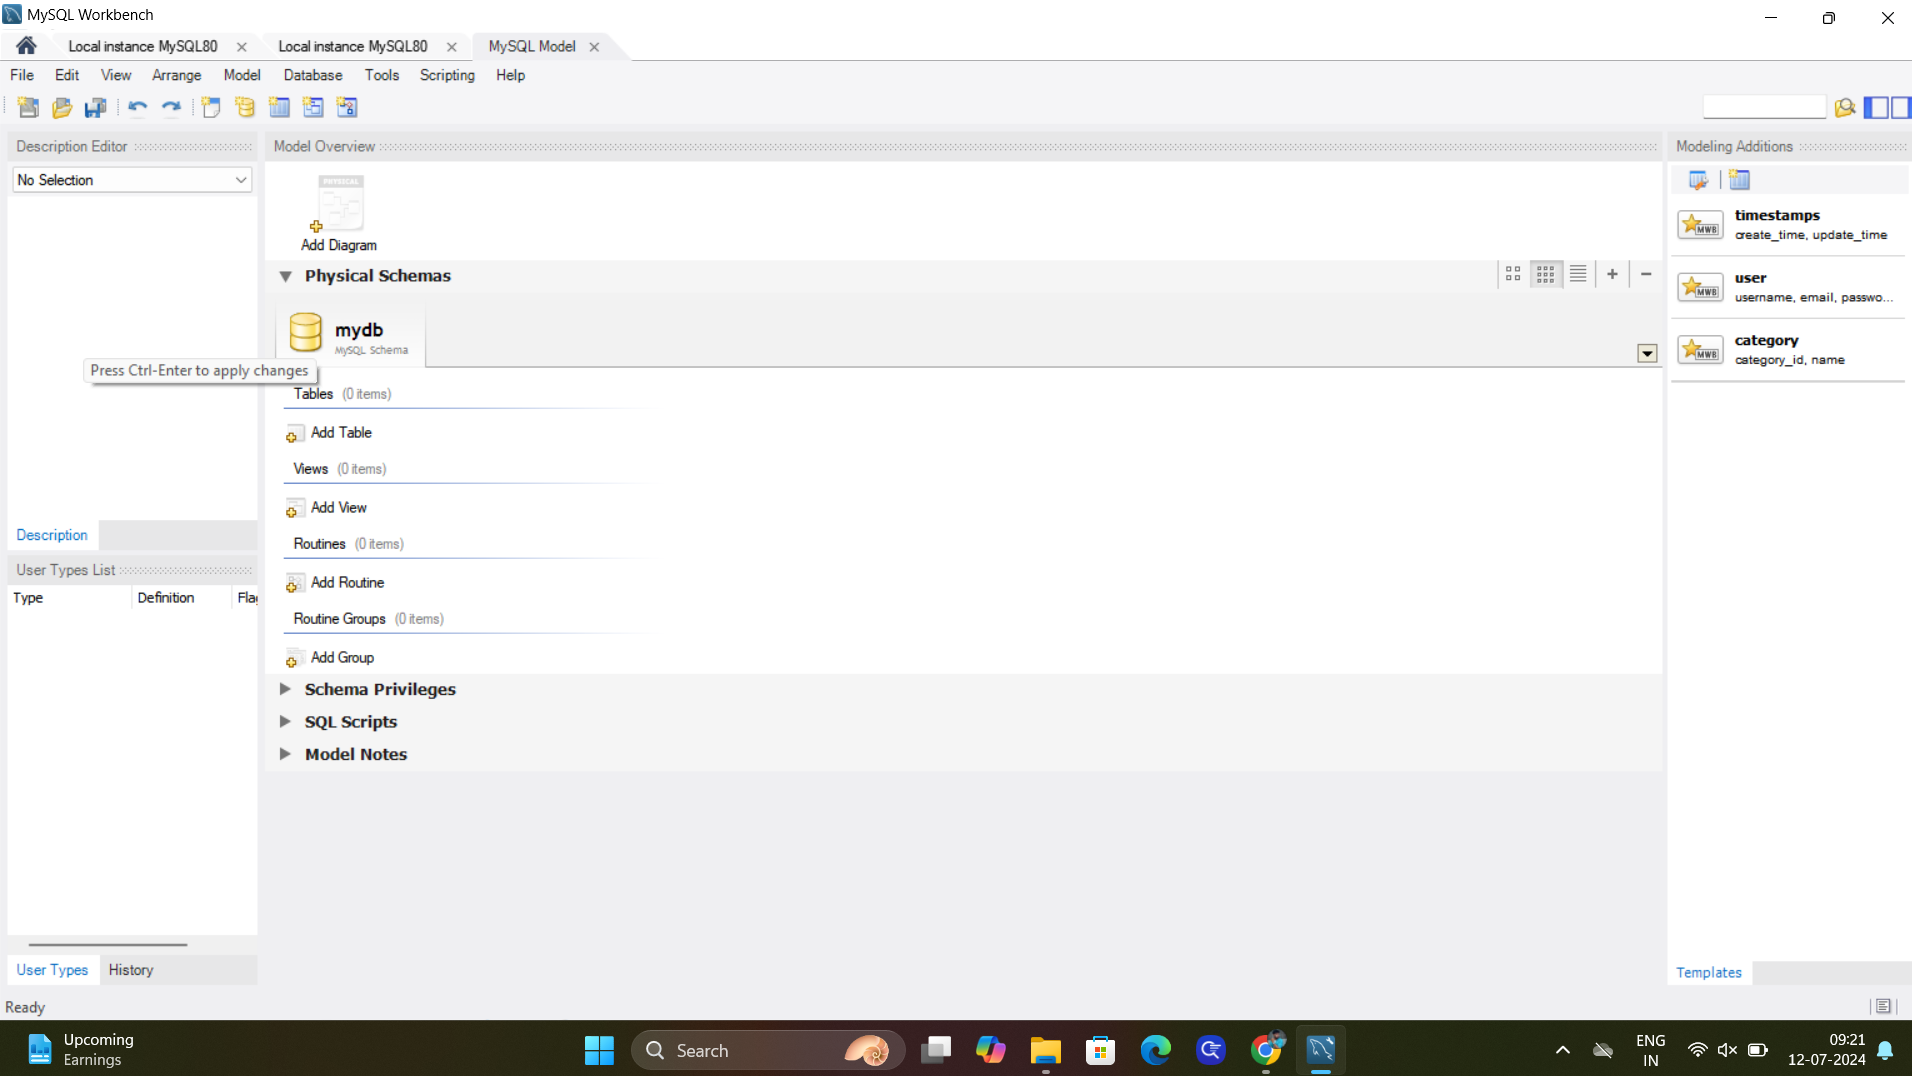 MySQL Workbench
Local instance MySQL80
Local instance MySQL80
MySQL Model
File Edit View Arrange Model Database Tools Scripting Help
Description Editor
No Selection
Press Ctrl-Enter to apply changes
Description
User Types List
Type Definition Flag
User Types History
Ready
Model Overview
PHYSICAL
Add Diagram
Physical Schemas
mydb
MySQL Schema
Tables (0 items)
Add Table
Views (0 items)
Add View
Routines (0 items)
Add Routine
Routine Groups (0 items)
Add Group
Schema Privileges
SQL Scripts
Model Notes
Modeling Additions
MWB
timestamps
create_time, update_time
MWB
user
username, email, passwo...
MWB
category
category_id, name
Templates
Upcoming
Earnings
Search
ENG
IN
09:21
12-07-2024